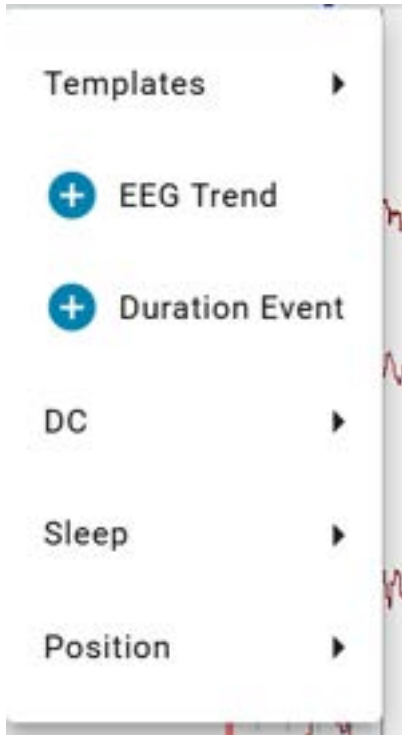 Templates
EEG Trend
Duration Event
DC
Sleep
Position